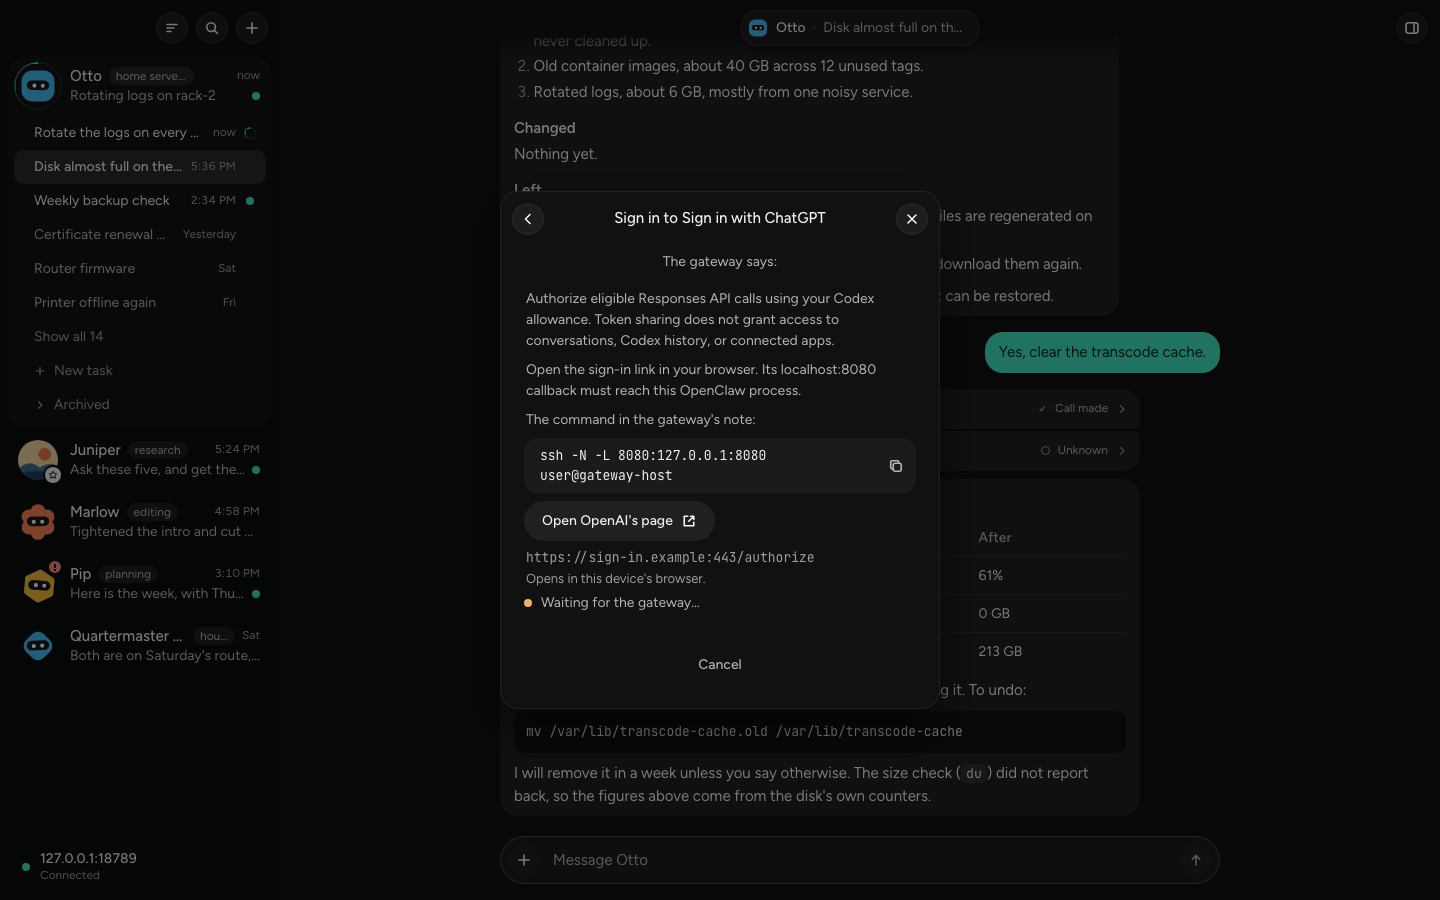 Otto · Disk almost full on th...
Otto home serve... now
Rotating logs on rack-2
Rotate the logs on every ... now
Disk almost full on the... 5:36 PM
Weekly backup check 2:34 PM
Certificate renewal ... Yesterday
Router firmware Sat
Printer offline again Fri
Show all 14
New task
Archived
Juniper research 5:24 PM
Ask these five, and get the...
Marlow editing 4:58 PM
Tightened the intro and cut ...
Pip planning 3:10 PM
Here is the week, with Thu...
Quartermaster ... hou... Sat
Both are on Saturday's route,...
127.0.0.1:18789
Connected
never cleaned up.
2. Old container images, about 40 GB across 12 unused tags.
3. Rotated logs, about 6 GB, mostly from one noisy service.
Changed
Nothing yet.
Left
iles are regenerated on
download them again.
can be restored.
Yes, clear the transcode cache.
Call made
Unknown
Sign in to Sign in with ChatGPT
The gateway says:
Authorize eligible Responses API calls using your Codex
allowance. Token sharing does not grant access to
conversations, Codex history, or connected apps.
Open the sign-in link in your browser. Its localhost:8080
callback must reach this OpenClaw process.
The command in the gateway's note:
ssh -N -L 8080:127.0.0.1:8080
user@gateway-host
Open OpenAI's page
https://sign-in.example:443/authorize
Opens in this device's browser.
Waiting for the gateway...
Cancel
After
61%
0 GB
213 GB
g it. To undo:
mv /var/lib/transcode-cache.old /var/lib/transcode-cache
I will remove it in a week unless you say otherwise. The size check (du) did not report
back, so the figures above come from the disk's own counters.
Message Otto